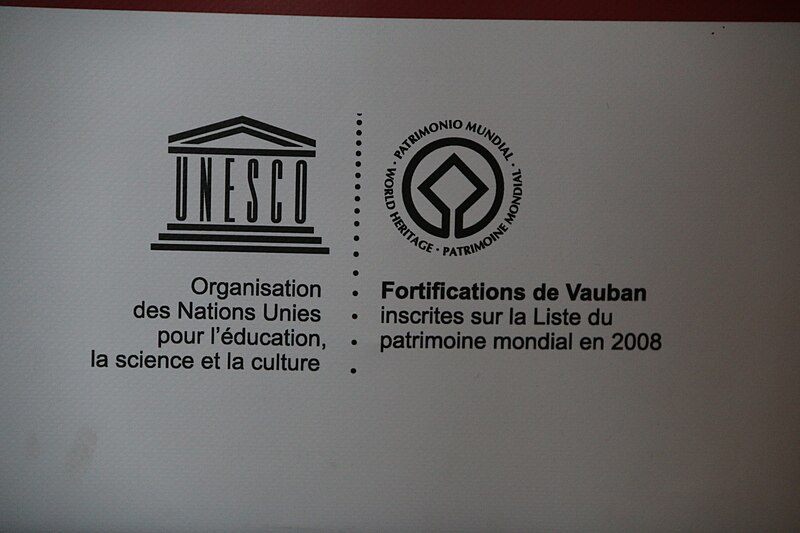 UNESCO
Organisation
des Nations Unies
pour l'éducation,
la science et la culture
PATRIMONIO MUNDIAL • WORLD HERITAGE • PATRIMOINE MONDIAL •
Fortifications de Vauban
inscrites sur la Liste du
patrimoine mondial en 2008